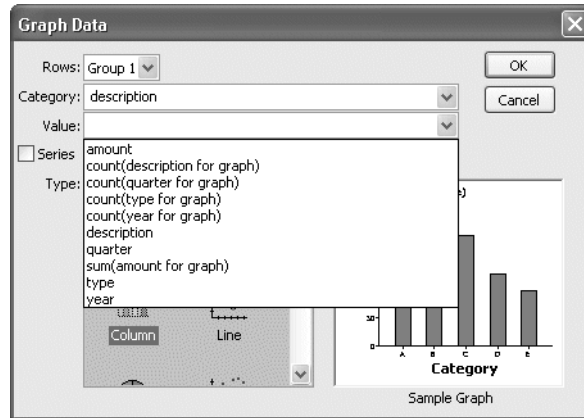 Graph Data
Rows: Group 1
OK
Category: description
Cancel
Value:
Series
Type:
amount
count(description for graph)
count(quarter for graph)
count(type for graph)
count(year for graph)
description
quarter
sum(amount for graph)
type
year
Column
Line
A B C D E
Category
Sample Graph